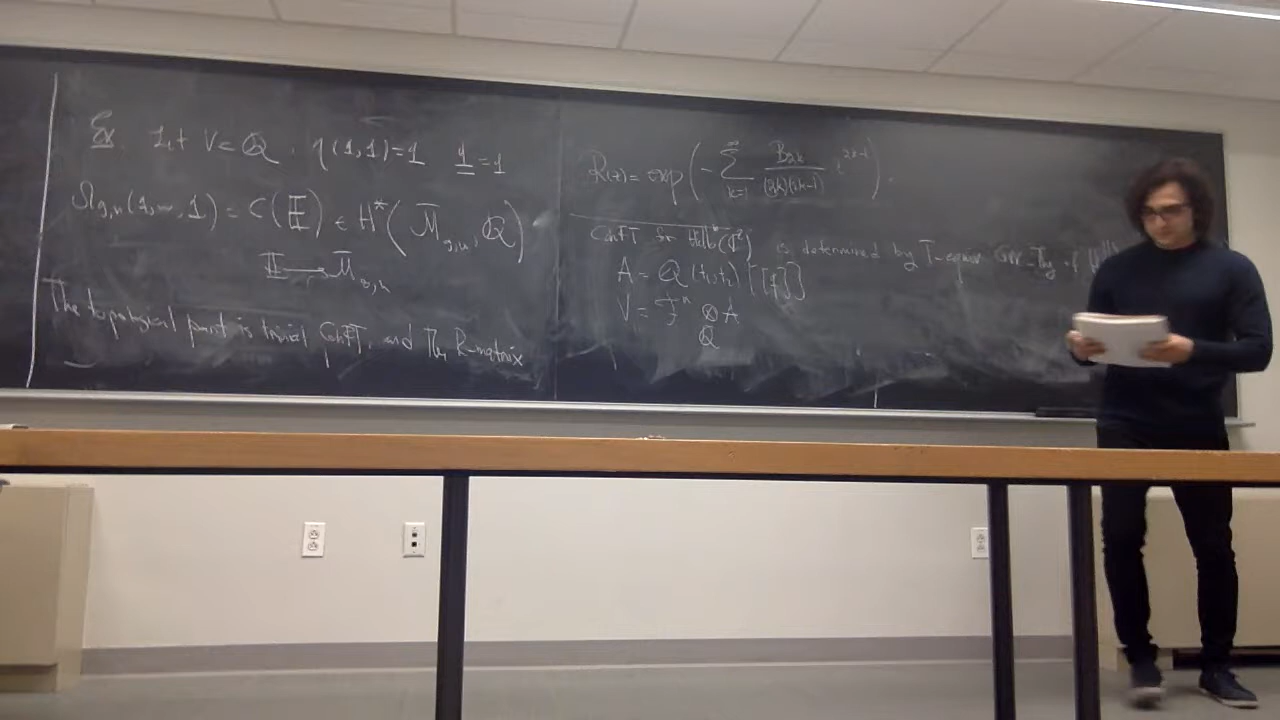 Ex. Let V = ℚ, η(1,1)=1 1=1
Ω_{g,n}(1,…,1) = c(𝔼) ∈ H*(M̄_{g,n}, ℚ)
𝔼 → M̄_{g,n}
The topological part is trivial CohFT, and The R-matrix
R(z) = exp(-∑_{k=1}^{∞} B_{2k}/((2k)(2k-1)) z^{2k-1}).
CohFT for Hilb^n(ℂ²) is determined by T-equiv GW Thy of
A = ℚ(t₁,t₂)[[q]]
V = F^n ⊗_ℚ A